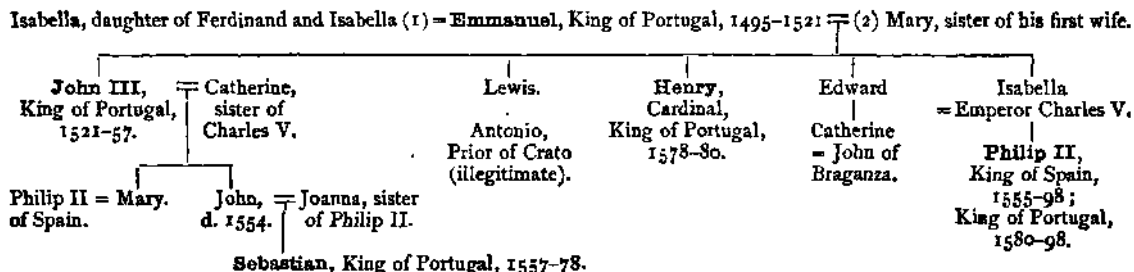 Isabella, daughter of Ferdinand and Isabella (1) = Emmanuel, King of Portugal, 1495–1521 = (2) Mary, sister of his first wife.
John III, = Catherine,
King of Portugal, sister of
1521–57. Charles V.
Lewis.
Antonio,
Prior of Crato
(illegitimate).
Henry,
Cardinal,
King of Portugal,
1578–80.
Edward
Catherine
= John of
Braganza.
Isabella
= Emperor Charles V.
Philip II,
King of Spain,
1555–98;
King of Portugal,
1580–98.
Philip II = Mary.
of Spain.
John, = Joanna, sister
d. 1554. of Philip II.
Sebastian, King of Portugal, 1557–78.